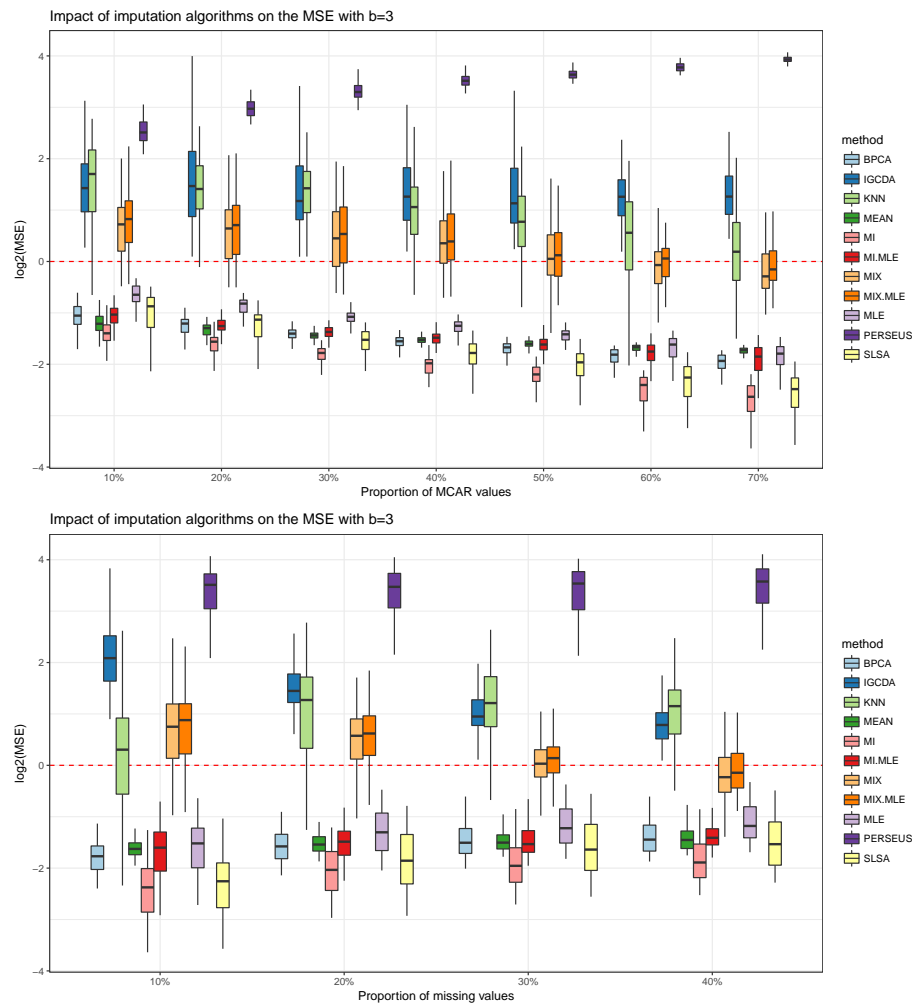 Impact of imputation algorithms on the MSE with b=3
4
2
0
−2
−4
log2(MSE)
10%
20%
30%
40%
50%
60%
70%
Proportion of MCAR values
method
BPCA
IGCDA
KNN
MEAN
MI
MI.MLE
MIX
MIX.MLE
MLE
PERSEUS
SLSA
Impact of imputation algorithms on the MSE with b=3
4
2
0
−2
−4
log2(MSE)
10%
20%
30%
40%
Proportion of missing values
method
BPCA
IGCDA
KNN
MEAN
MI
MI.MLE
MIX
MIX.MLE
MLE
PERSEUS
SLSA